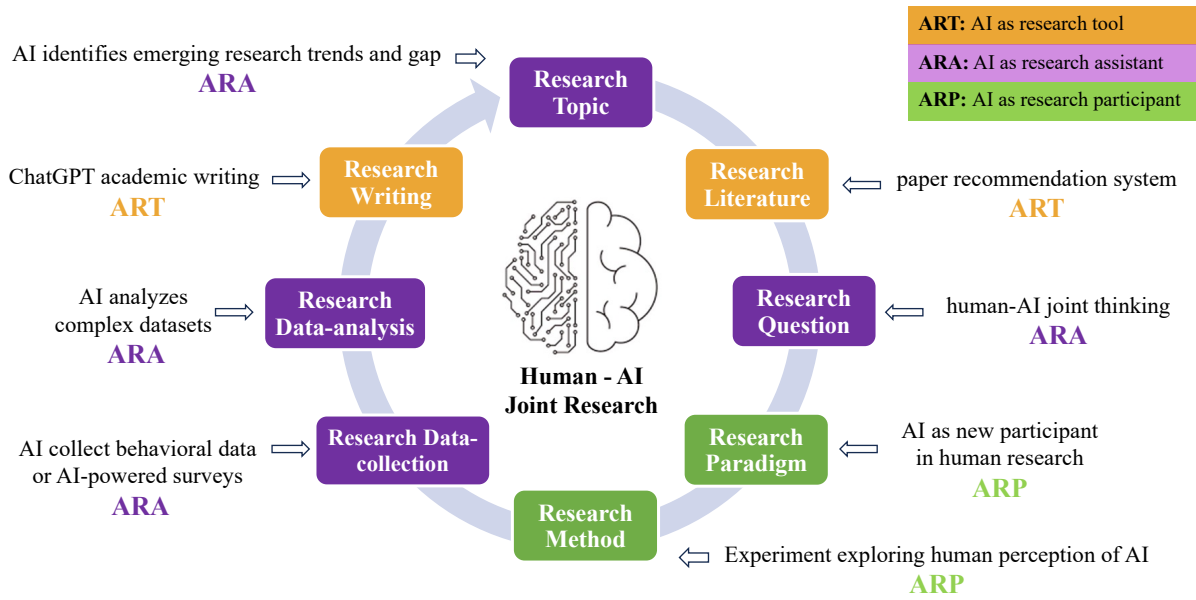 AI identifies emerging research trends and gap
ARA
Research
Topic
ART: AI as research tool
ARA: AI as research assistant
ARP: AI as research participant
ChatGPT academic writing
ART
Research
Writing
Research
Literature
paper recommendation system
ART
AI analyzes
complex datasets
ARA
Research
Data-analysis
Research
Question
human-AI joint thinking
ARA
Human - AI
Joint Research
AI collect behavioral data
or AI-powered surveys
ARA
Research Data-
collection
Research
Paradigm
AI as new participant
in human research
ARP
Research
Method
Experiment exploring human perception of AI
ARP